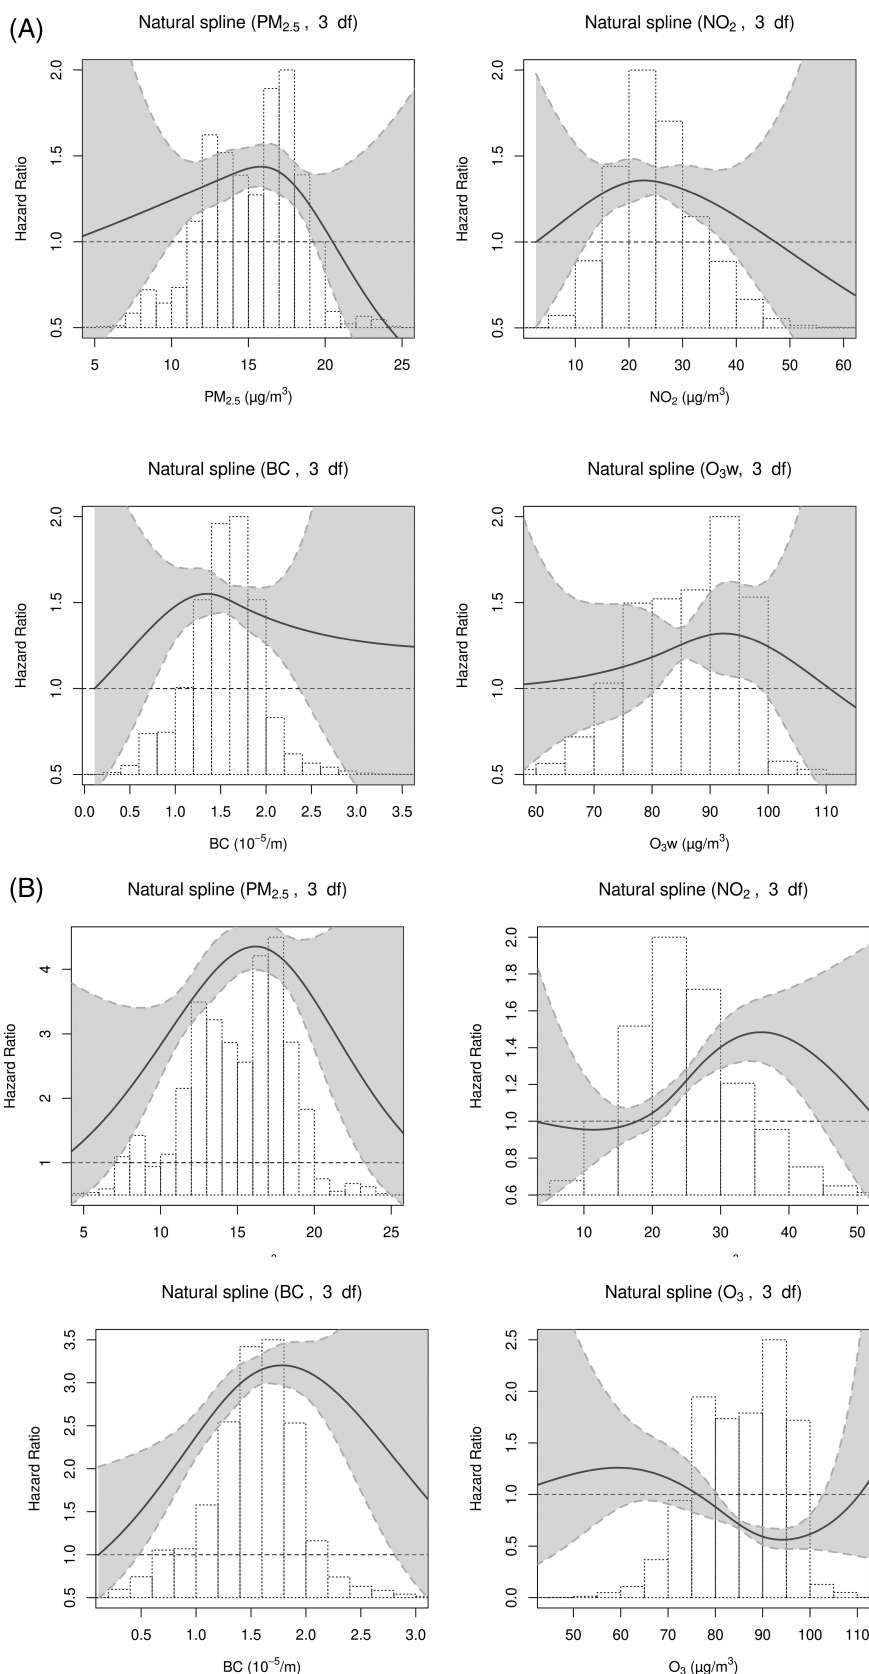 (A)
Natural spline (PM2.5 , 3 df)
Hazard Ratio
2.0
1.5
1.0
0.5
5 10 15 20 25
PM2.5 (µg/m3)
Natural spline (NO2 , 3 df)
Hazard Ratio
2.0
1.5
1.0
0.5
10 20 30 40 50 60
NO2 (µg/m3)
Natural spline (BC , 3 df)
Hazard Ratio
2.0
1.5
1.0
0.5
0.0 0.5 1.0 1.5 2.0 2.5 3.0 3.5
BC (10−5/m)
Natural spline (O3w, 3 df)
Hazard Ratio
2.0
1.5
1.0
0.5
60 70 80 90 100 110
O3w (µg/m3)
(B)
Natural spline (PM2.5 , 3 df)
Hazard Ratio
4
3
2
1
5 10 15 20 25
Natural spline (NO2 , 3 df)
Hazard Ratio
2.0
1.8
1.6
1.4
1.2
1.0
0.8
0.6
10 20 30 40 50
Natural spline (BC , 3 df)
Hazard Ratio
3.5
3.0
2.0
1.5
1.0
0.5
0.5 1.0 1.5 2.0 2.5 3.0
BC (10−5/m)
Natural spline (O3 , 3 df)
Hazard Ratio
2.5
2.0
1.5
1.0
0.5
0.0
50 60 70 80 90 100 110
O3 (µg/m3)